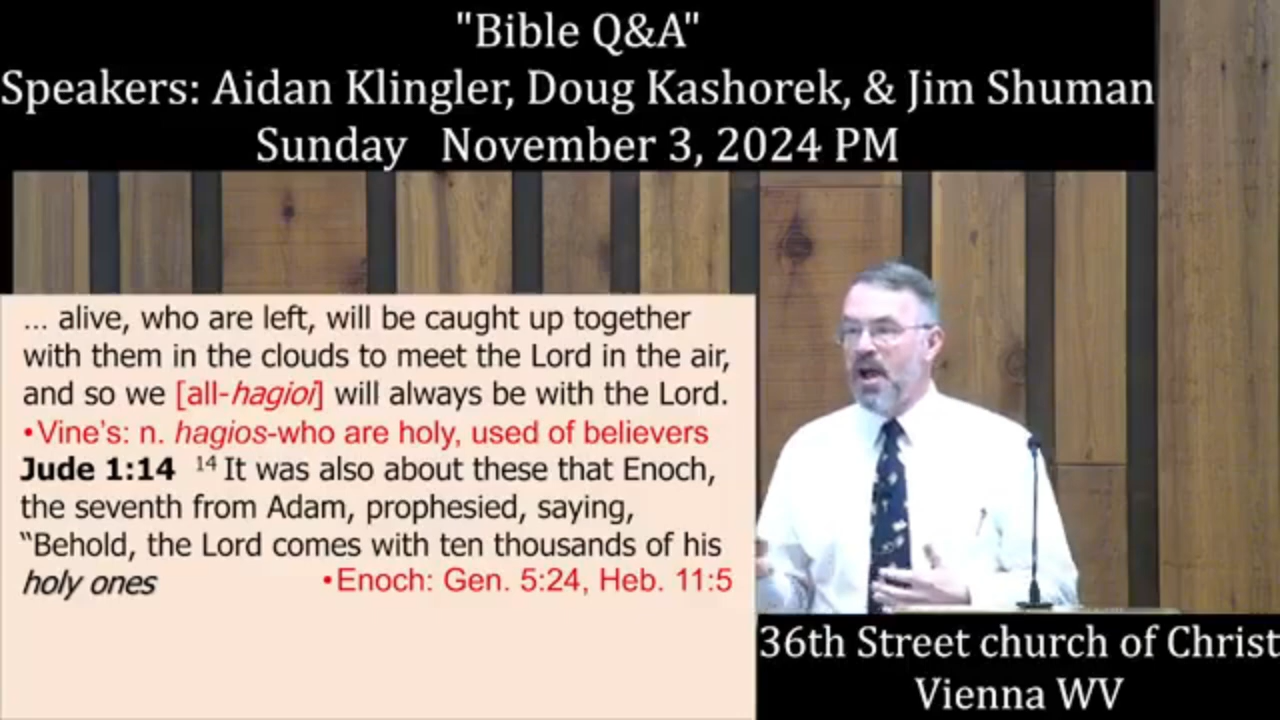 "Bible Q&A"
Speakers: Aidan Klingler, Doug Kashorek, & Jim Shuman
Sunday November 3, 2024 PM
... alive, who are left, will be caught up together
with them in the clouds to meet the Lord in the air,
and so we [all-hagioi] will always be with the Lord.
•Vine's: n. hagios-who are holy, used of believers
Jude 1:14 14 It was also about these that Enoch,
the seventh from Adam, prophesied, saying,
“Behold, the Lord comes with ten thousands of his
holy ones •Enoch: Gen. 5:24, Heb. 11:5
36th Street church of Christ
Vienna WV